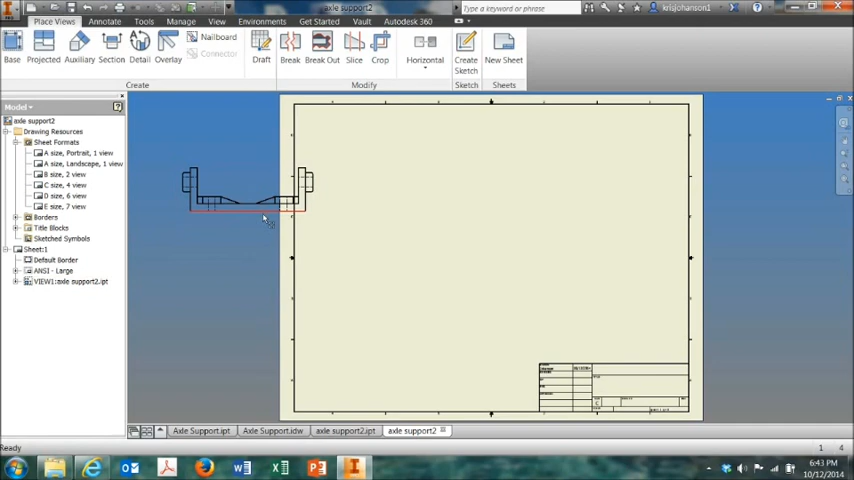 axle support2
Type a keyword or phrase
krisjohanson1
PRO
Place Views
Annotate
Tools
Manage
View
Environments
Get Started
Vault
Autodesk 360
Base
Projected
Auxiliary
Section
Detail
Overlay
Nailboard
Connector
Draft
Break
Break Out
Slice
Crop
Horizontal
Create
Sketch
New Sheet
Create
Modify
Sketch
Sheets
Model
axle support2
Drawing Resources
Sheet Formats
A size, Portrait, 1 view
A size, Landscape, 1 view
B size, 2 view
C size, 4 view
D size, 6 view
E size, 7 view
Borders
Title Blocks
Sketched Symbols
Sheet:1
Default Border
ANSI - Large
VIEW1:axle support2.ipt
C
Axle Support.ipt
Axle Support.idw
axle support2.ipt
axle support2
Ready
1
4
6:43 PM
10/12/2014